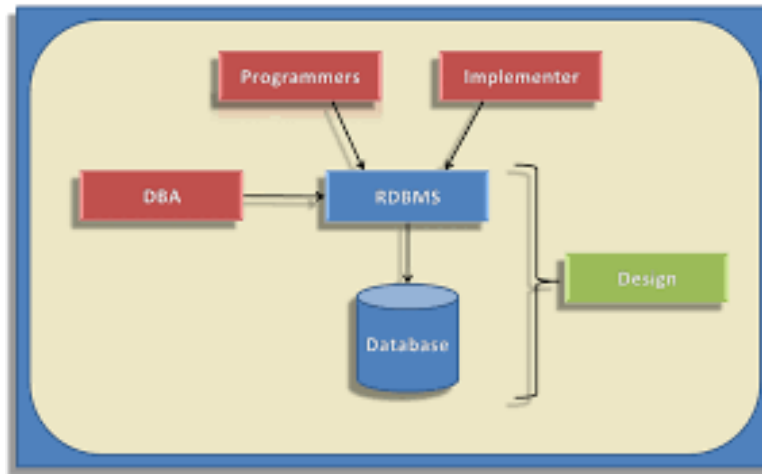 Programmers
Implementer
DBA
RDBMS
Design
Database